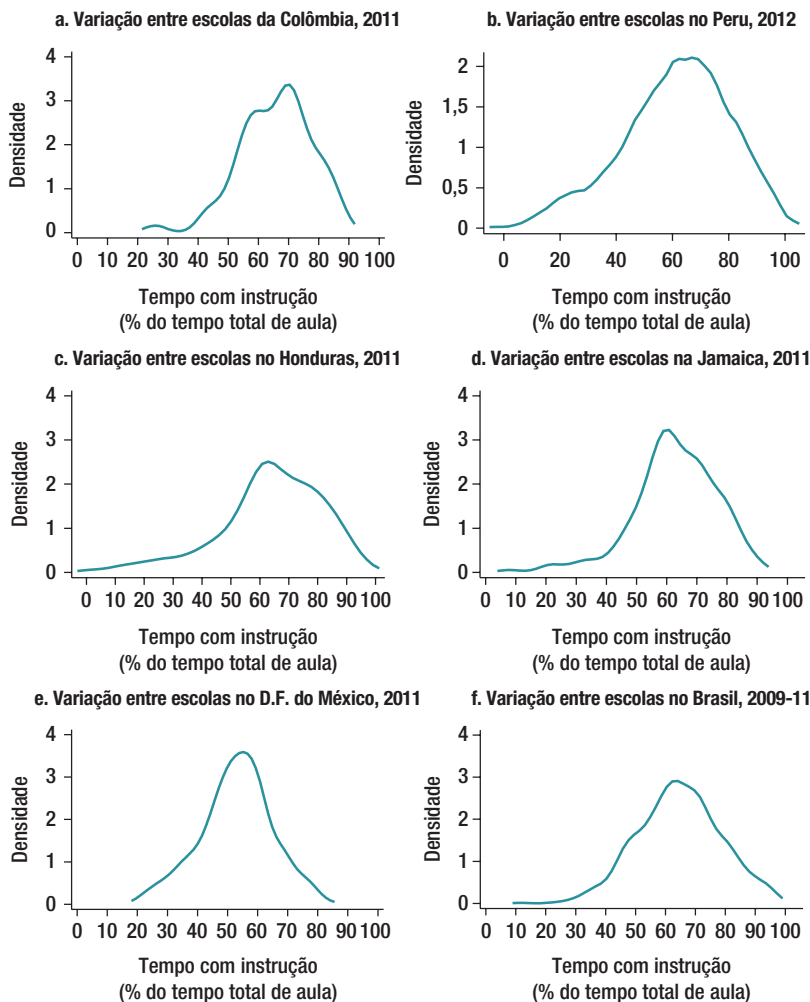 a. Variação entre escolas da Colômbia, 2011
4
3
2
1
0
Densidade
0 10 20 30 40 50 60 70 80 90 100
Tempo com instrução
(% do tempo total de aula)
b. Variação entre escolas no Peru, 2012
2
1,5
1
0,5
0
Densidade
0 20 40 60 80 100
Tempo com instrução
(% do tempo total de aula)
c. Variação entre escolas no Honduras, 2011
4
3
2
1
0
Densidade
0 10 20 30 40 50 60 70 80 90 100
Tempo com instrução
(% do tempo total de aula)
d. Variação entre escolas na Jamaica, 2011
4
3
2
1
0
Densidade
0 10 20 30 40 50 60 70 80 90 100
Tempo com instrução
(% do tempo total de aula)
e. Variação entre escolas no D.F. do México, 2011
4
3
2
1
0
Densidade
0 10 20 30 40 50 60 70 80 90 100
Tempo com instrução
(% do tempo total de aula)
f. Variação entre escolas no Brasil, 2009-11
4
3
2
1
0
Densidade
0 10 20 30 40 50 60 70 80 90 100
Tempo com instrução
(% do tempo total de aula)